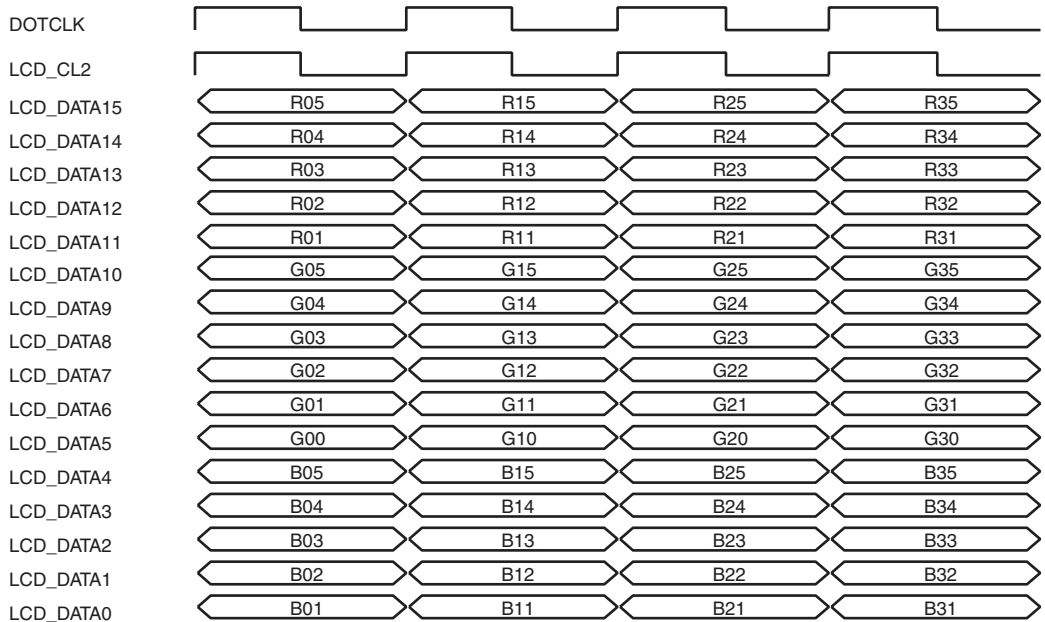 DOTCLK
LCD_CL2
LCD_DATA15 R05 R15 R25 R35
LCD_DATA14 R04 R14 R24 R34
LCD_DATA13 R03 R13 R23 R33
LCD_DATA12 R02 R12 R22 R32
LCD_DATA11 R01 R11 R21 R31
LCD_DATA10 G05 G15 G25 G35
LCD_DATA9 G04 G14 G24 G34
LCD_DATA8 G03 G13 G23 G33
LCD_DATA7 G02 G12 G22 G32
LCD_DATA6 G01 G11 G21 G31
LCD_DATA5 G00 G10 G20 G30
LCD_DATA4 B05 B15 B25 B35
LCD_DATA3 B04 B14 B24 B34
LCD_DATA2 B03 B13 B23 B33
LCD_DATA1 B02 B12 B22 B32
LCD_DATA0 B01 B11 B21 B31